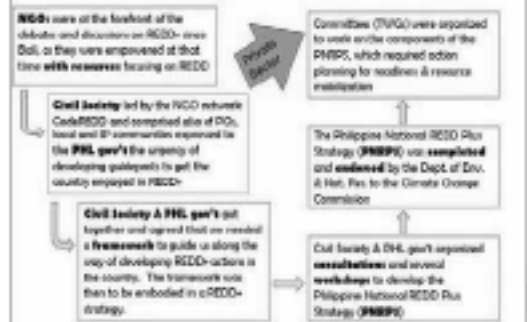 NGOs were at the forefront of the
debate and discussion on REDD+ since
Bali, as they were empowered at that
time with resources focusing on REDD
Civil Society led by the NGO network
CodeREDD and comprised also of POs,
local and IP communities expressed to
the PHL gov't the urgency of
developing guideposts to get the
country engaged in REDD+
Civil Society & PHL gov't got
together and agreed that we needed
a framework to guide us along the
way of developing REDD+ actions in
the country. The framework was
then to be embodied in a REDD+
strategy.
Civil Society & PHL gov't organized
consultations and several
workshops to develop the
Philippine National REDD Plus
Strategy (PNRPS)
The Philippine National REDD Plus
Strategy (PNRPS) was completed
and endorsed by the Dept. of Env.
& Nat. Res. to the Climate Change
Commission
Committees (TWGs) were organized
to work on the components of the
PNRPS, which required action
planning for readiness & resource
mobilization
Private
Sector